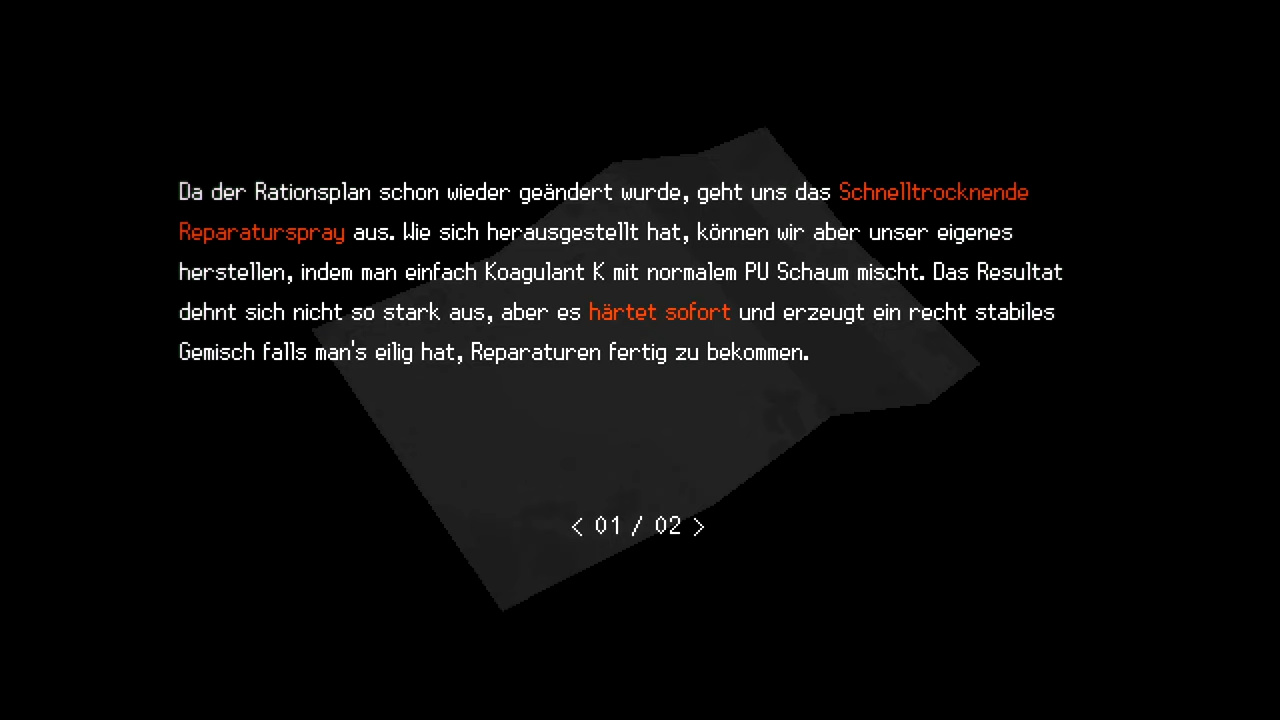 Da der Rationsplan schon wieder geändert wurde, geht uns das Schnelltrocknende
Reparaturspray aus. Wie sich herausgestellt hat, können wir aber unser eigenes
herstellen, indem man einfach Koagulant K mit normalem PU Schaum mischt. Das Resultat
dehnt sich nicht so stark aus, aber es härtet sofort und erzeugt ein recht stabiles
Gemisch falls man's eilig hat, Reparaturen fertig zu bekommen.
< 01 / 02 >